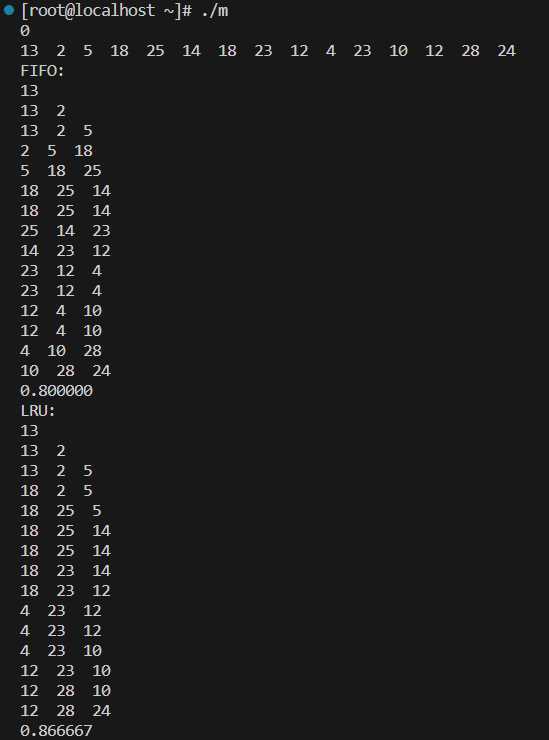 [root@localhost ~]# ./m
0
13  2  5  18  25  14  18  23  12  4  23  10  12  28  24
FIFO:
13
13  2
13  2  5
2  5  18
5  18  25
18  25  14
18  25  14
25  14  23
14  23  12
23  12  4
23  12  4
12  4  10
12  4  10
4  10  28
10  28  24
0.800000
LRU:
13
13  2
13  2  5
18  2  5
18  25  5
18  25  14
18  25  14
18  23  14
18  23  12
4  23  12
4  23  12
4  23  10
12  23  10
12  28  10
12  28  24
0.866667